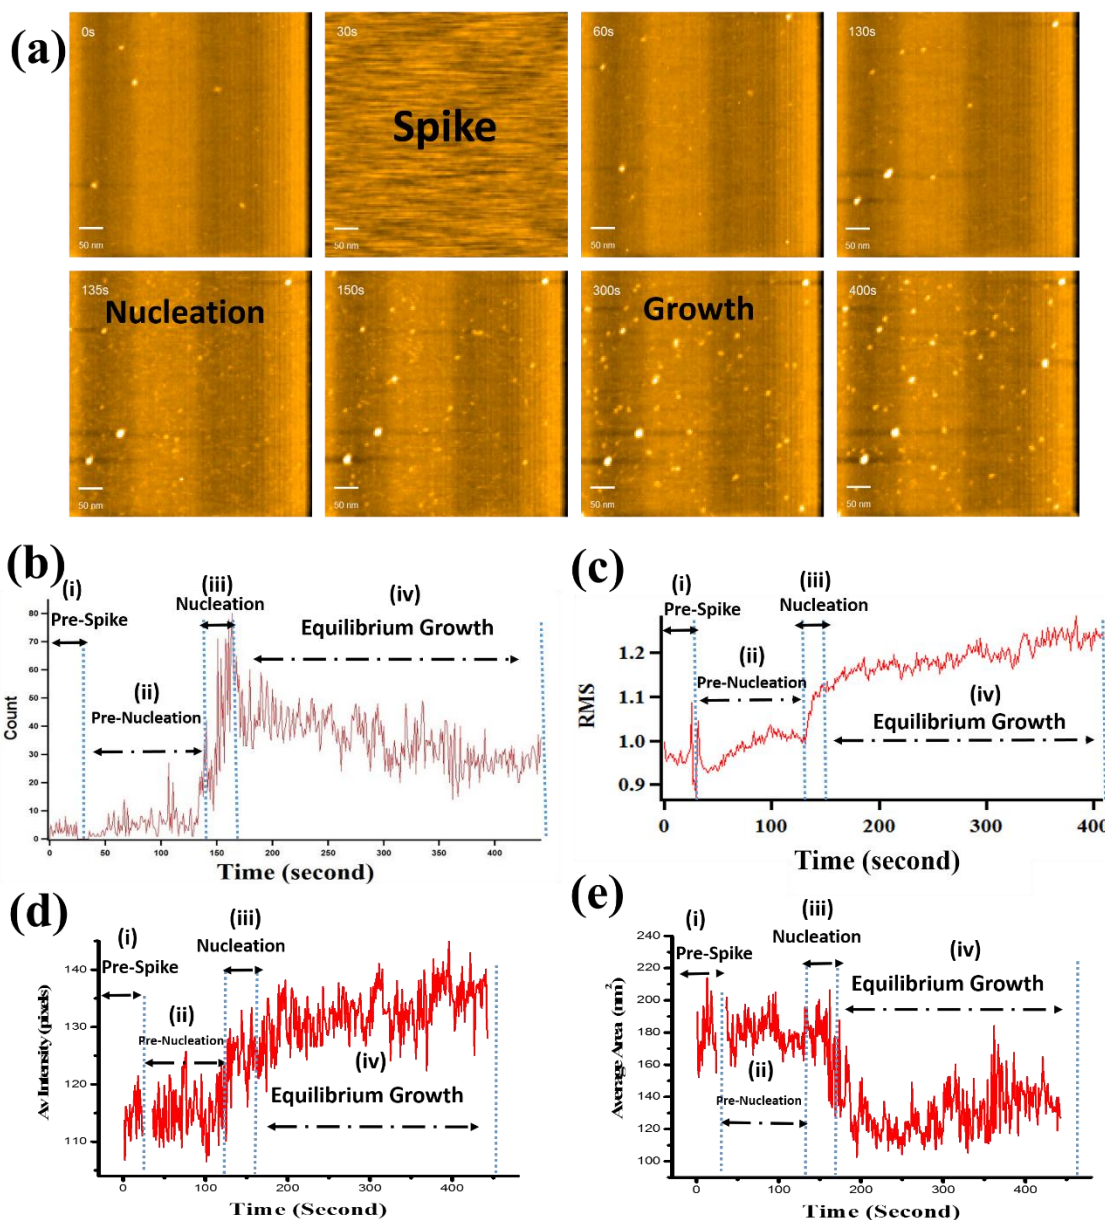 (a)
0s
50 nm
30s
Spike
50 nm
60s
50 nm
130s
50 nm
135s
Nucleation
50 nm
150s
50 nm
300s
Growth
50 nm
400s
50 nm
(b)
(i)
Pre-Spike
(ii)
Pre-Nucleation
(iii)
Nucleation
(iv)
Equilibrium Growth
Count
80
70
60
50
40
30
20
10
0
0 50 100 150 200 250 300 350 400
Time (second)
(c)
(i)
Pre-Spike
(ii)
Pre-Nucleation
(iii)
Nucleation
(iv)
Equilibrium Growth
RMS
1.2
1.1
1.0
0.9
0 100 200 300 400
Time (second)
(d)
(i)
Pre-Spike
(ii)
Pre-Nucleation
(iii)
Nucleation
(iv)
Equilibrium Growth
Av Intensity (pixels)
140
130
120
110
0 100 200 300 400
Time (Second)
(e)
(i)
Pre-Spike
(ii)
Pre-Nucleation
(iii)
Nucleation
(iv)
Equilibrium Growth
Average Area (nm²)
240
220
200
180
160
140
120
100
0 100 200 300 400
Time (Second)